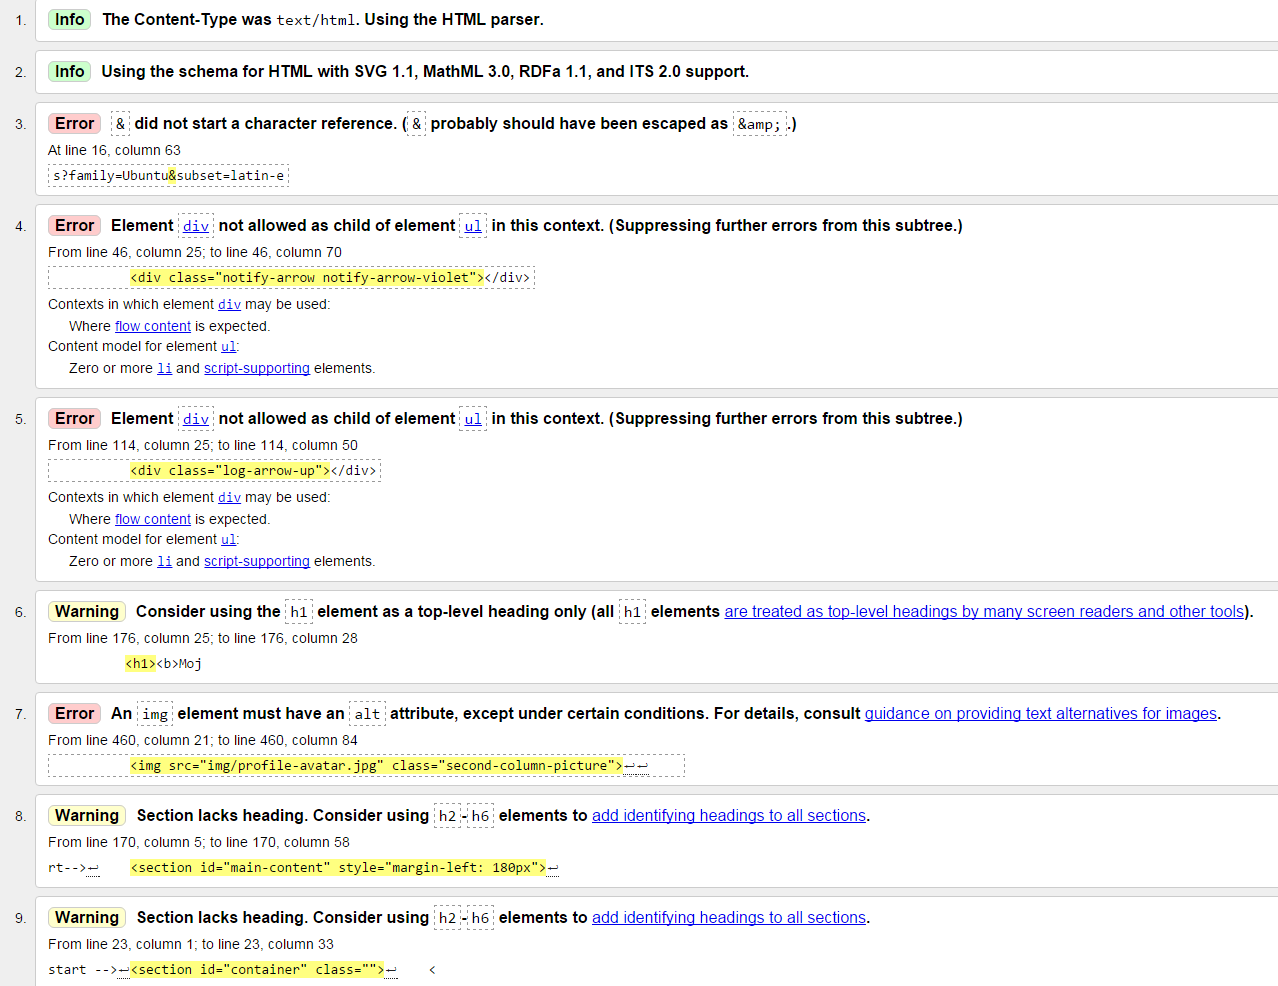 1. Info The Content-Type was text/html. Using the HTML parser.
2. Info Using the schema for HTML with SVG 1.1, MathML 3.0, RDFa 1.1, and ITS 2.0 support.
3. Error & did not start a character reference. (& probably should have been escaped as &amp;.)
At line 16, column 63
s?family=Ubuntu&subset=latin-e
4. Error Element div not allowed as child of element ul in this context. (Suppressing further errors from this subtree.)
From line 46, column 25; to line 46, column 70
<div class="notify-arrow notify-arrow-violet"></div>
Contexts in which element div may be used:
Where flow content is expected.
Content model for element ul:
Zero or more li and script-supporting elements.
5. Error Element div not allowed as child of element ul in this context. (Suppressing further errors from this subtree.)
From line 114, column 25; to line 114, column 50
<div class="log-arrow-up"></div>
Contexts in which element div may be used:
Where flow content is expected.
Content model for element ul:
Zero or more li and script-supporting elements.
6. Warning Consider using the h1 element as a top-level heading only (all h1 elements are treated as top-level headings by many screen readers and other tools).
From line 176, column 25; to line 176, column 28
<h1><b>Moj
7. Error An img element must have an alt attribute, except under certain conditions. For details, consult guidance on providing text alternatives for images.
From line 460, column 21; to line 460, column 84
<img src="img/profile-avatar.jpg" class="second-column-picture">↩↩
8. Warning Section lacks heading. Consider using h2-h6 elements to add identifying headings to all sections.
From line 170, column 5; to line 170, column 58
rt-->↩ <section id="main-content" style="margin-left: 180px">↩
9. Warning Section lacks heading. Consider using h2-h6 elements to add identifying headings to all sections.
From line 23, column 1; to line 23, column 33
start -->↩<section id="container" class="">↩ <